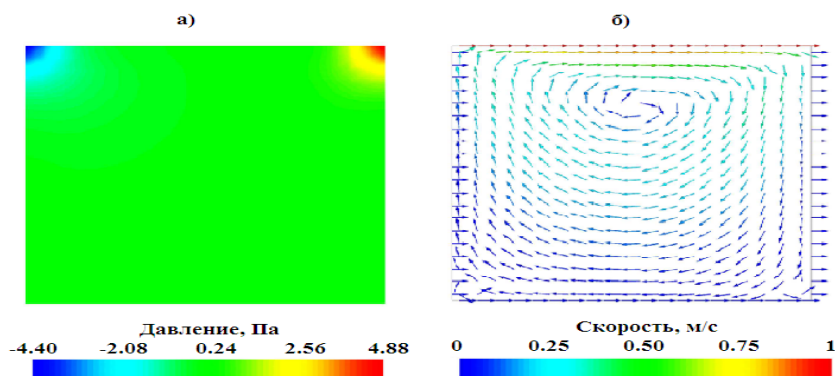 а)
б)
Давление, Па
-4.40 -2.08 0.24 2.56 4.88
Скорость, м/с
0 0.25 0.50 0.75 1